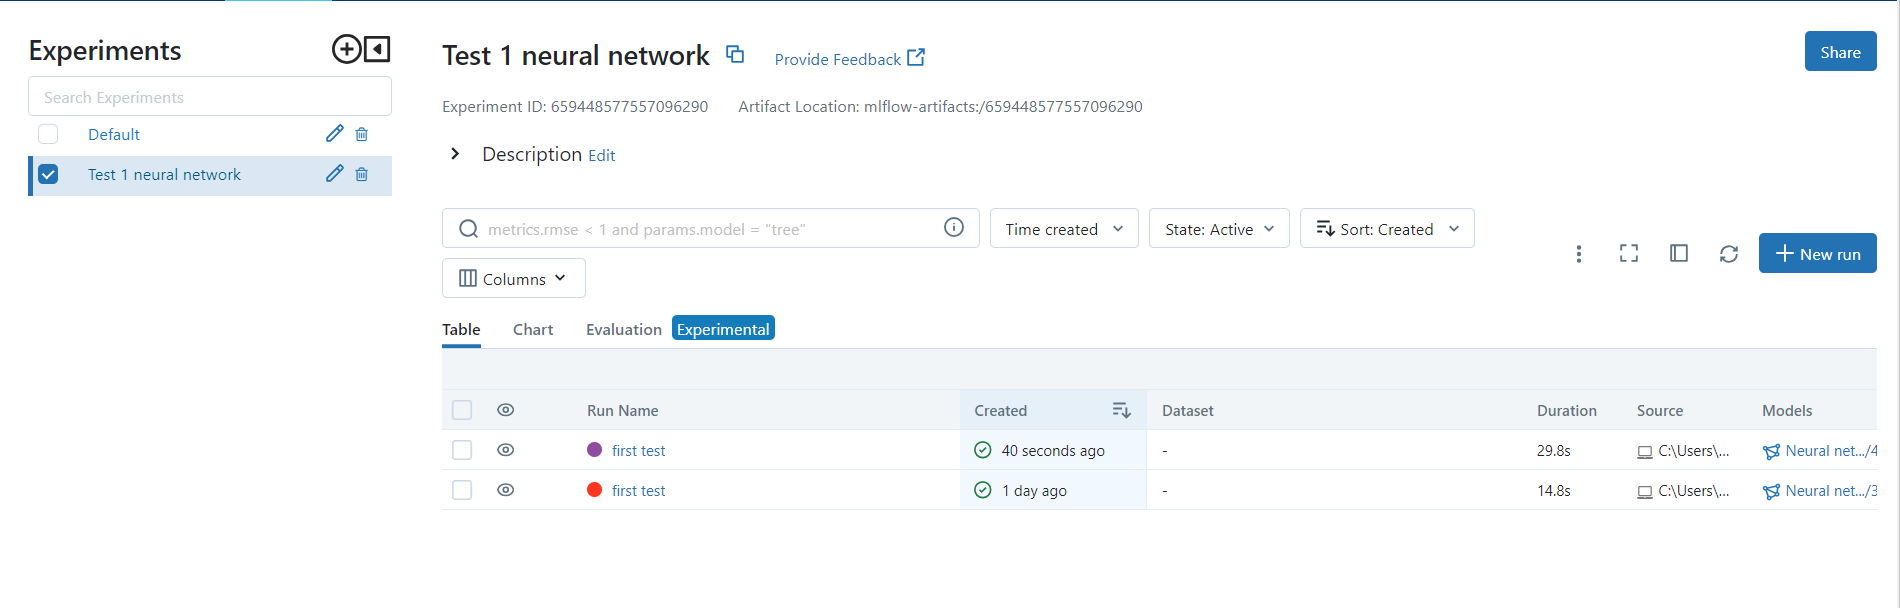 Experiments
Search Experiments
Default
Test 1 neural network
Test 1 neural network
Provide Feedback
Share
Experiment ID: 659448577557096290
Artifact Location: mlflow-artifacts:/659448577557096290
Description Edit
metrics.rmse < 1 and params.model = "tree"
Time created
State: Active
Sort: Created
Columns
New run
Table
Chart
Evaluation
Experimental
Run Name Created Dataset Duration Source Models
first test 40 seconds ago - 29.8s C:\Users\... Neural net.../4
first test 1 day ago - 14.8s C:\Users\... Neural net.../3